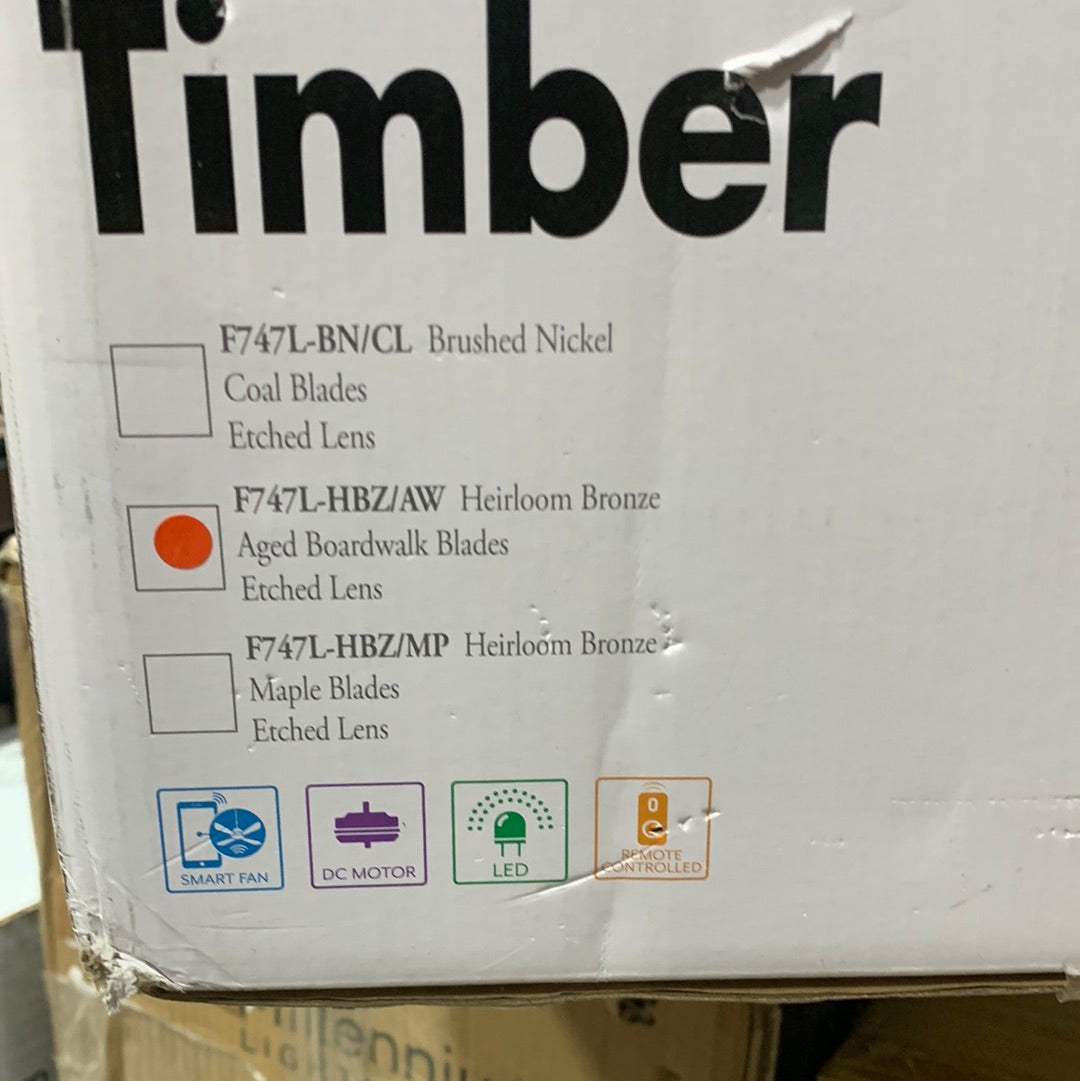 Timber
F747L-BN/CL Brushed Nickel
Coal Blades
Etched Lens
F747L-HBZ/AW Heirloom Bronze
Aged Boardwalk Blades
Etched Lens
F747L-HBZ/MP Heirloom Bronze
Maple Blades
Etched Lens
SMART FAN
DC MOTOR
LED
REMOTE
CONTROLLED